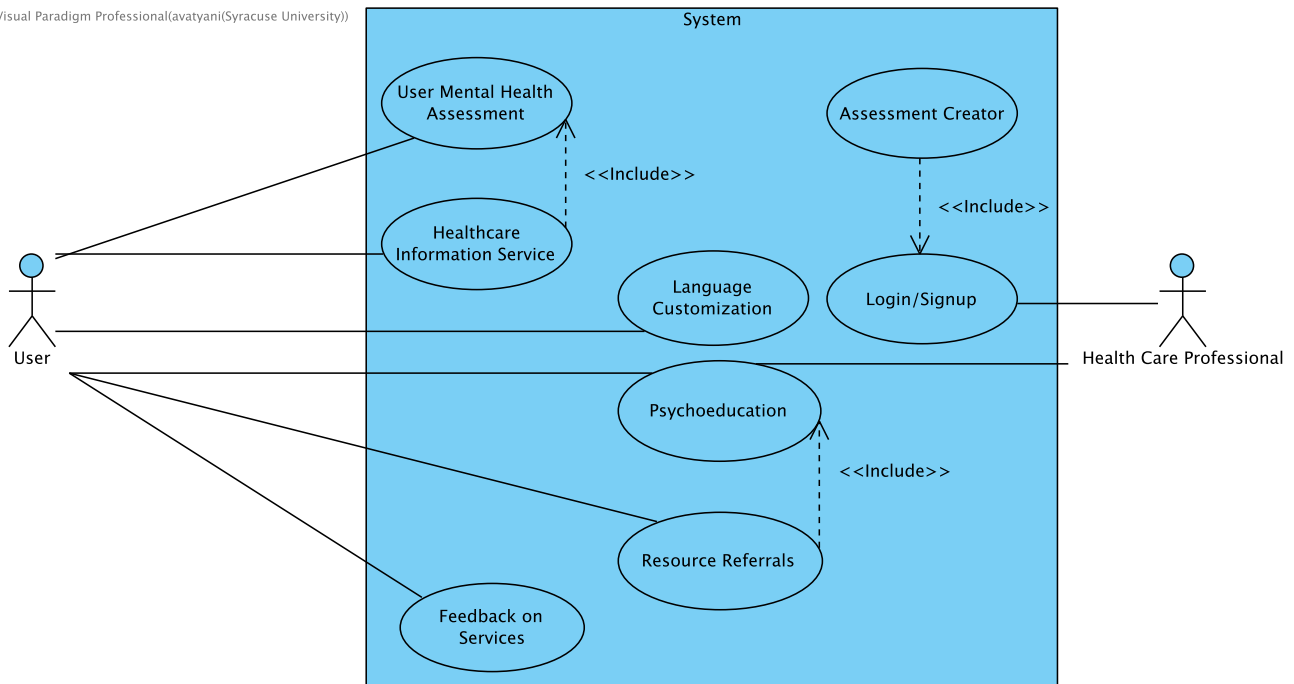 Visual Paradigm Professional(avatyani(Syracuse University))
System
User Mental Health
Assessment
Assessment Creator
<<Include>>
<<Include>>
Healthcare
Information Service
Language
Customization
Login/Signup
User
Health Care Professional
Psychoeducation
<<Include>>
Resource Referrals
Feedback on
Services